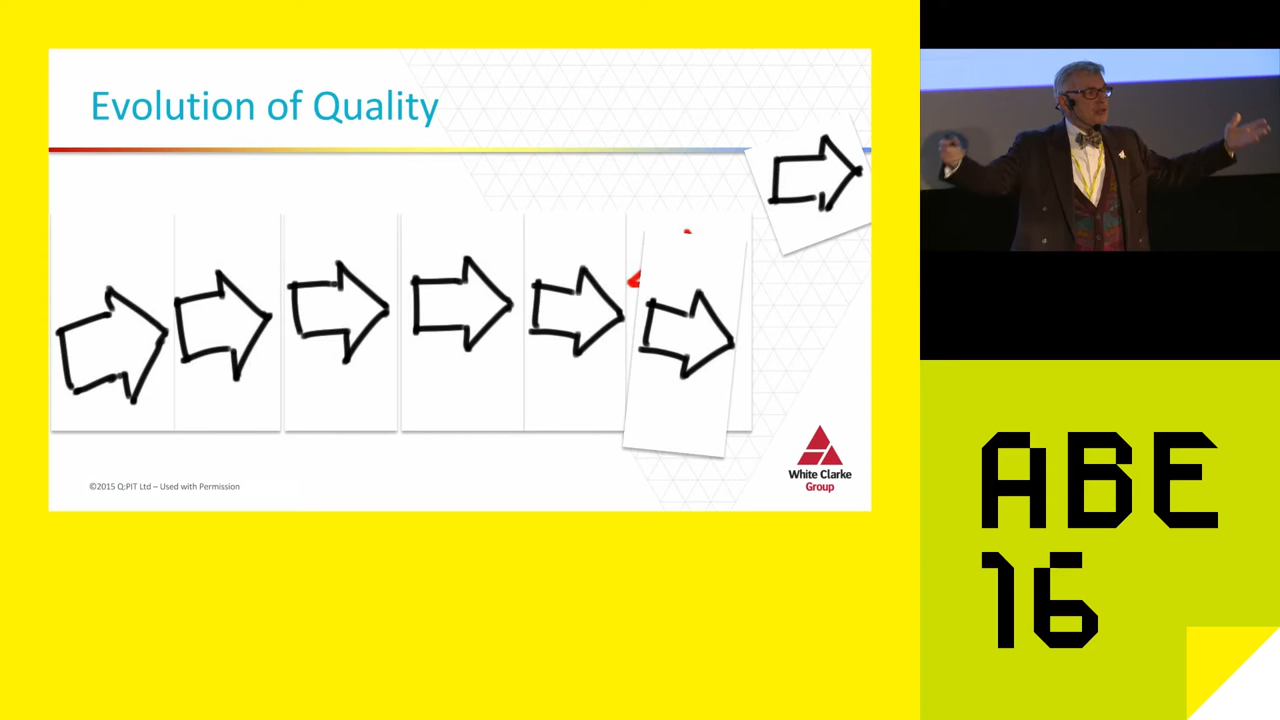 Evolution of Quality
©2015 Q:PIT Ltd – Used with Permission
White Clarke
Group
ABE
16